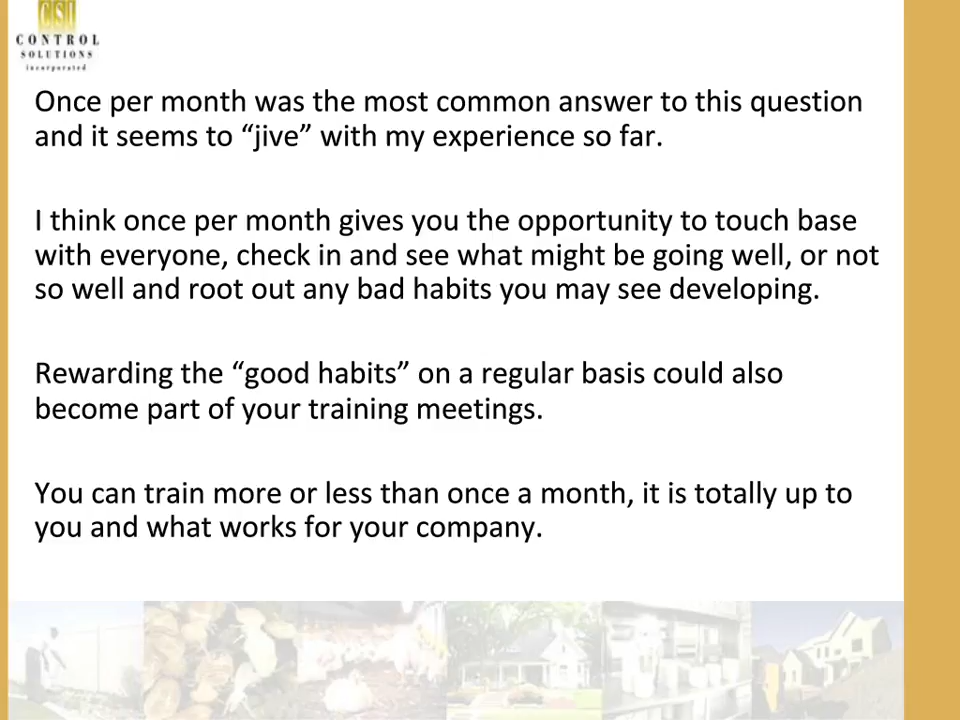 CSI
CONTROL
SOLUTIONS
incorporated
Once per month was the most common answer to this question
and it seems to “jive” with my experience so far.
I think once per month gives you the opportunity to touch base
with everyone, check in and see what might be going well, or not
so well and root out any bad habits you may see developing.
Rewarding the “good habits” on a regular basis could also
become part of your training meetings.
You can train more or less than once a month, it is totally up to
you and what works for your company.